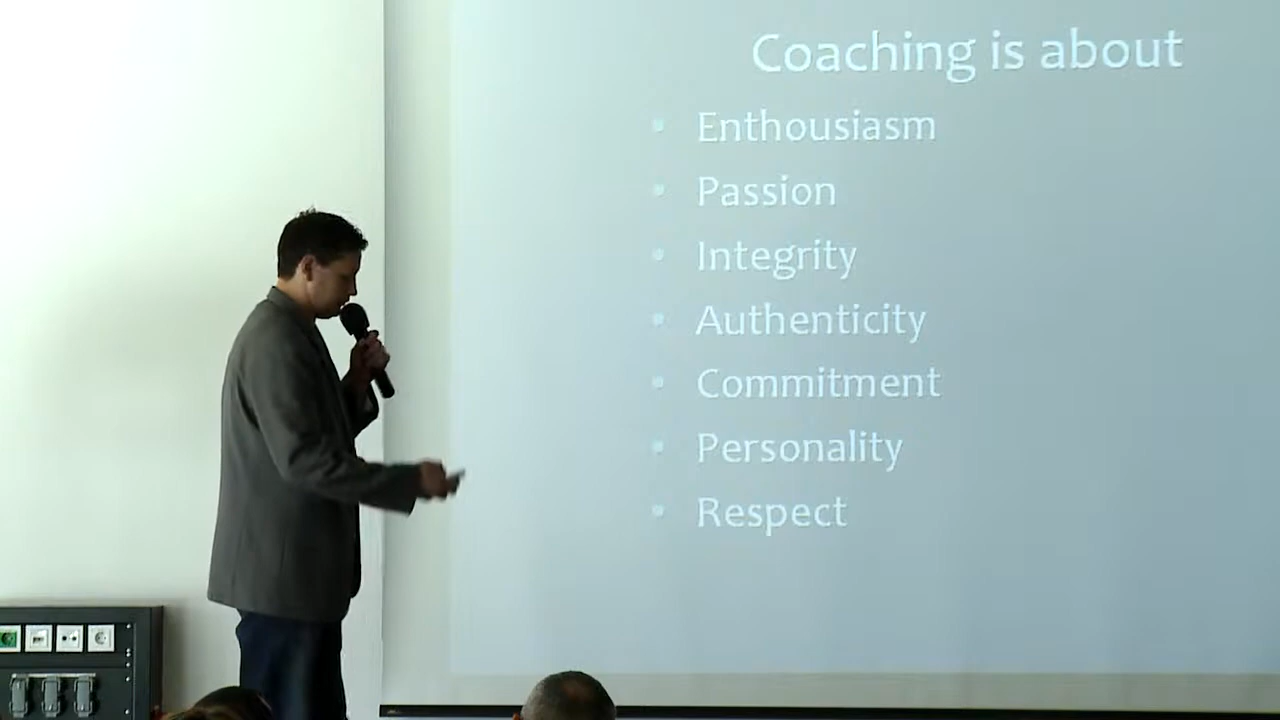 Coaching is about
Enthousiasm
Passion
Integrity
Authenticity
Commitment
Personality
Respect